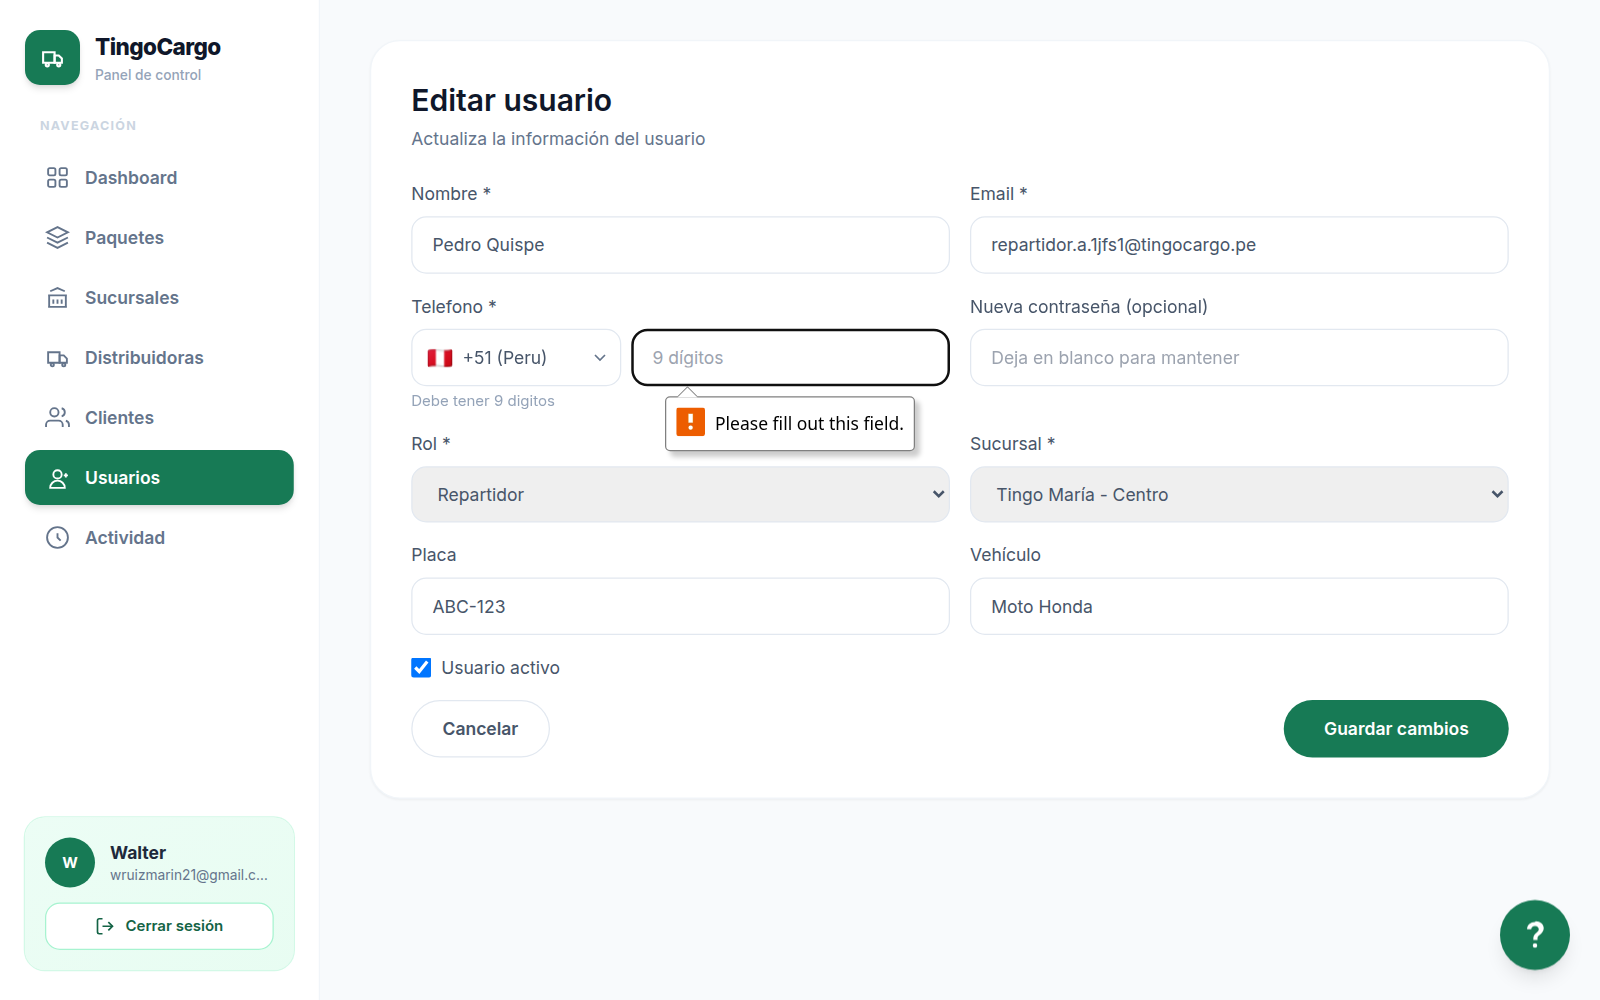 TingoCargo
Panel de control
NAVEGACIÓN
Dashboard
Paquetes
Sucursales
Distribuidoras
Clientes
Usuarios
Actividad
W
Walter
wruizmarin21@gmail.c...
Cerrar sesión
Editar usuario
Actualiza la información del usuario
Nombre *
Pedro Quispe
Email *
repartidor.a.1jfs1@tingocargo.pe
Telefono *
+51 (Peru)
9 dígitos
Debe tener 9 digitos
Please fill out this field.
Nueva contraseña (opcional)
Deja en blanco para mantener
Rol *
Repartidor
Sucursal *
Tingo María - Centro
Placa
ABC-123
Vehículo
Moto Honda
Usuario activo
Cancelar
Guardar cambios
?